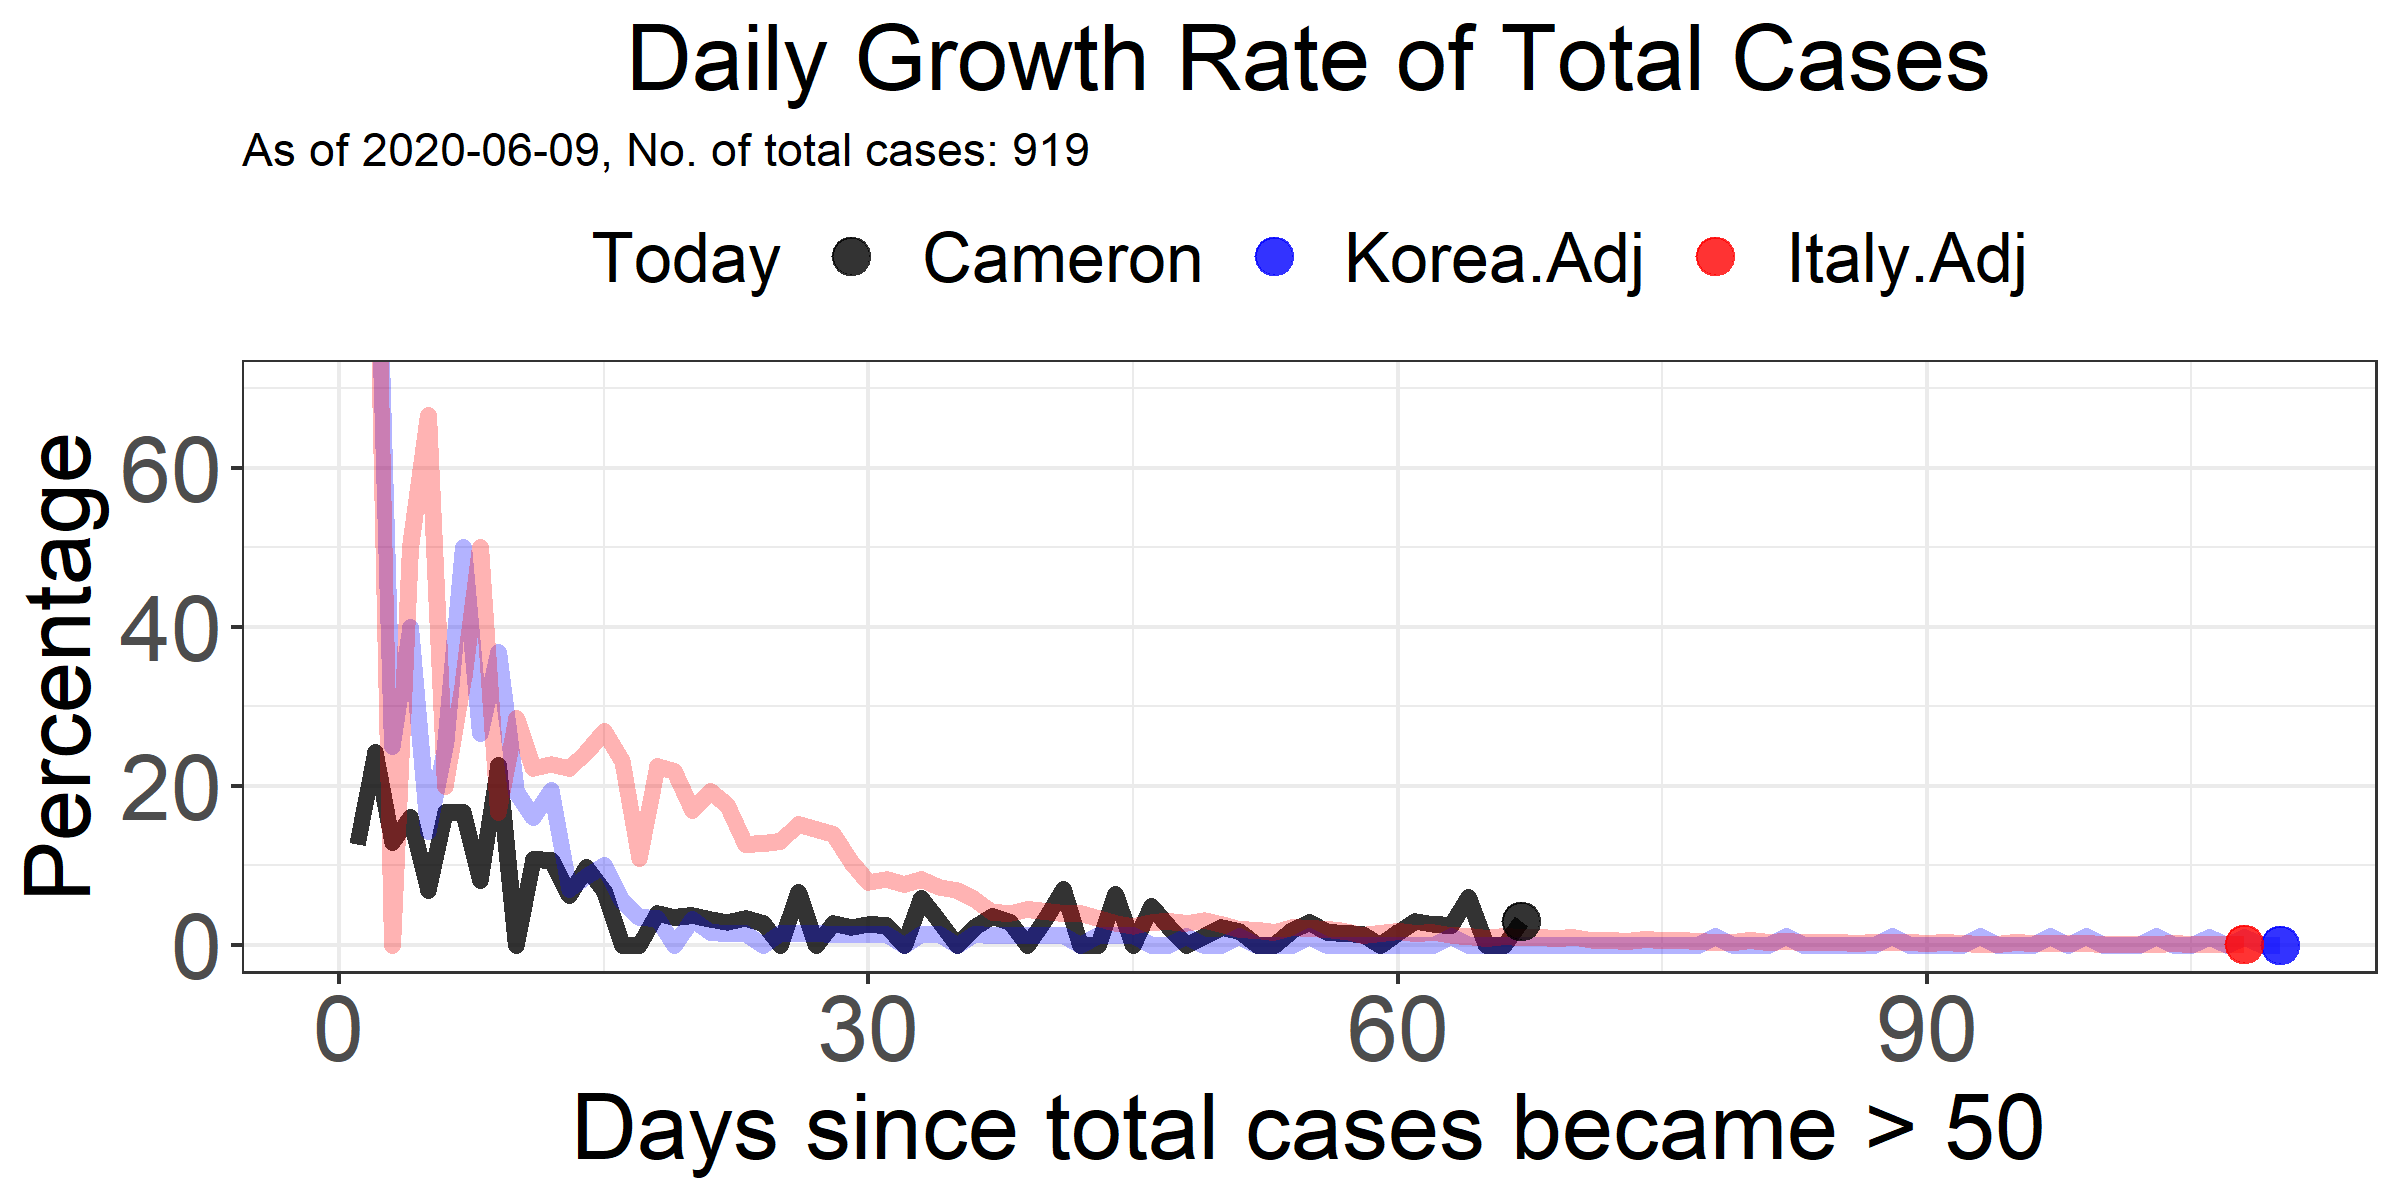 Daily Growth Rate of Total Cases
As of 2020-06-09, No. of total cases: 919
Today Cameron Korea.Adj Italy.Adj
Percentage
60
40
20
0
0 30 60 90
Days since total cases became > 50